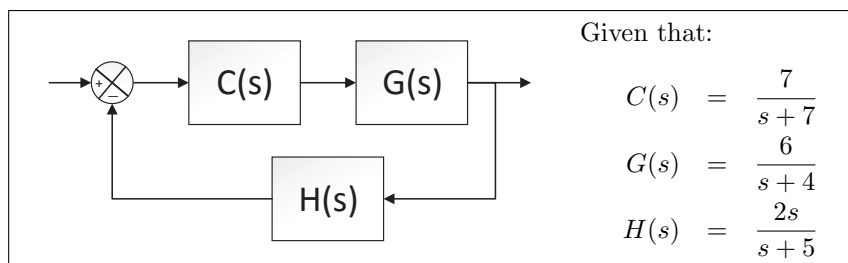 Given that:
+
−
C(s)
G(s)
H(s)
C(s) = 7 / (s + 7)
G(s) = 6 / (s + 4)
H(s) = 2s / (s + 5)